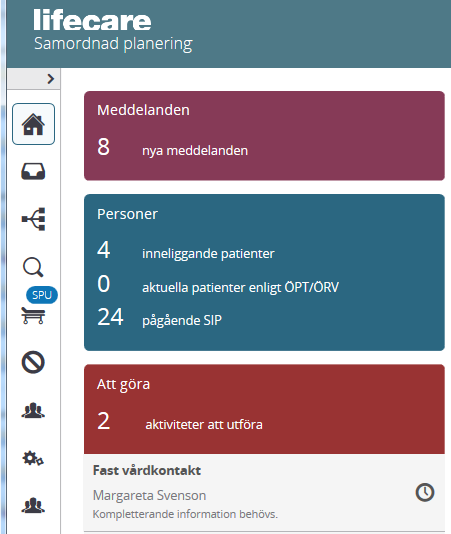 lifecare
Samordnad planering
Meddelanden
8 nya meddelanden
Personer
4 inneliggande patienter
0 aktuella patienter enligt ÖPT/ÖRV
24 pågående SIP
SPU
Att göra
2 aktiviteter att utföra
Fast vårdkontakt
Margareta Svenson
Kompletterande information behövs.